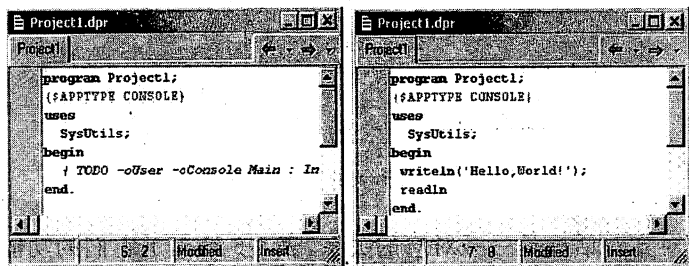 Project1.dpr
Project1
program Project1;
{$APPTYPE CONSOLE}
uses
SysUtils;
begin
{ TODO -oUser -cConsole Main : In
end.
6: 2 Modified Insert
Project1.dpr
Project1
program Project1;
{$APPTYPE CONSOLE}
uses
SysUtils;
begin
writeln('Hello,World!');
readln
end.
7: 8 Modified Insert